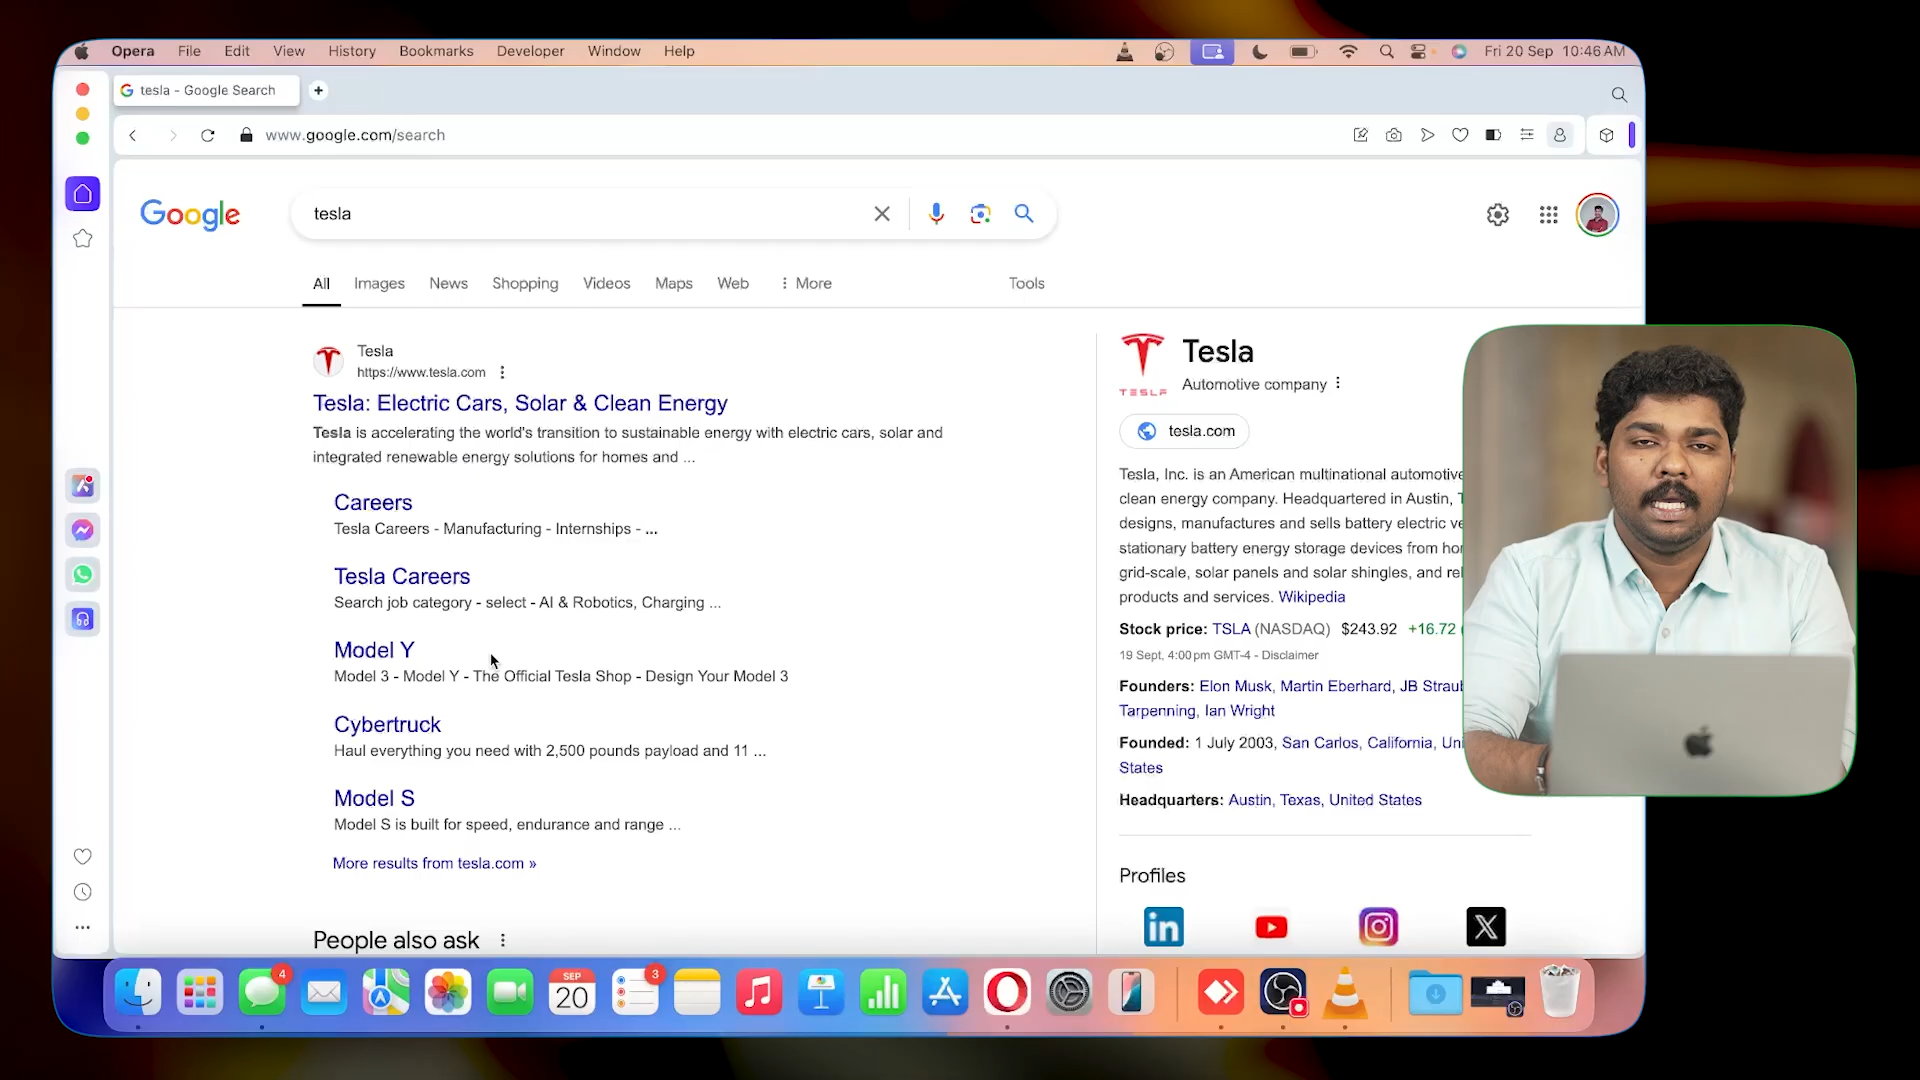 Opera File Edit View History Bookmarks Developer Window Help Fri 20 Sep 10:46 AM
tesla - Google Search
www.google.com/search
Google
tesla
All Images News Shopping Videos Maps Web More Tools
Tesla
https://www.tesla.com
Tesla: Electric Cars, Solar & Clean Energy
Tesla is accelerating the world's transition to sustainable energy with electric cars, solar and
integrated renewable energy solutions for homes and ...
Careers
Tesla Careers - Manufacturing - Internships - ...
Tesla Careers
Search job category - select - AI & Robotics, Charging ...
Model Y
Model 3 - Model Y - The Official Tesla Shop - Design Your Model 3
Cybertruck
Haul everything you need with 2,500 pounds payload and 11 ...
Model S
Model S is built for speed, endurance and range ...
More results from tesla.com »
People also ask
TESLA
Tesla
Automotive company
tesla.com
Tesla, Inc. is an American multinational automotive
clean energy company. Headquartered in Austin,
designs, manufactures and sells battery electric
stationary battery energy storage devices from
grid-scale, solar panels and solar shingles, and
products and services. Wikipedia
Stock price: TSLA (NASDAQ) $243.92 +16.72
19 Sept, 4:00 pm GMT-4 - Disclaimer
Founders: Elon Musk, Martin Eberhard, JB
Tarpenning, Ian Wright
Founded: 1 July 2003, San Carlos, California,
States
Headquarters: Austin, Texas, United States
Profiles
in
X
4
SEP
20
3